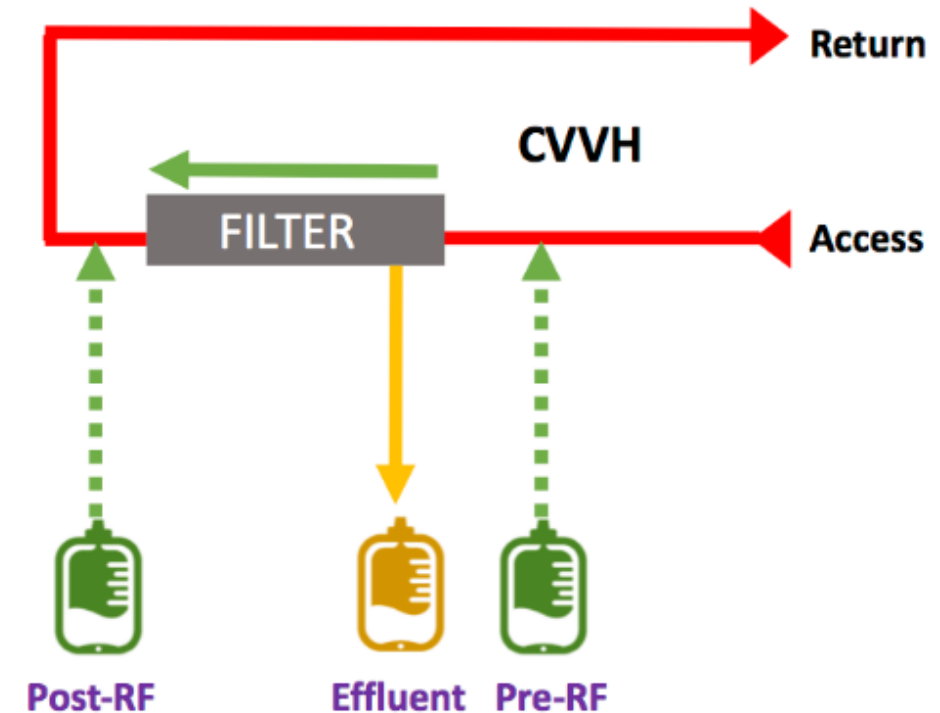 Return
CVVH
FILTER
Access
Post-RF
Effluent
Pre-RF